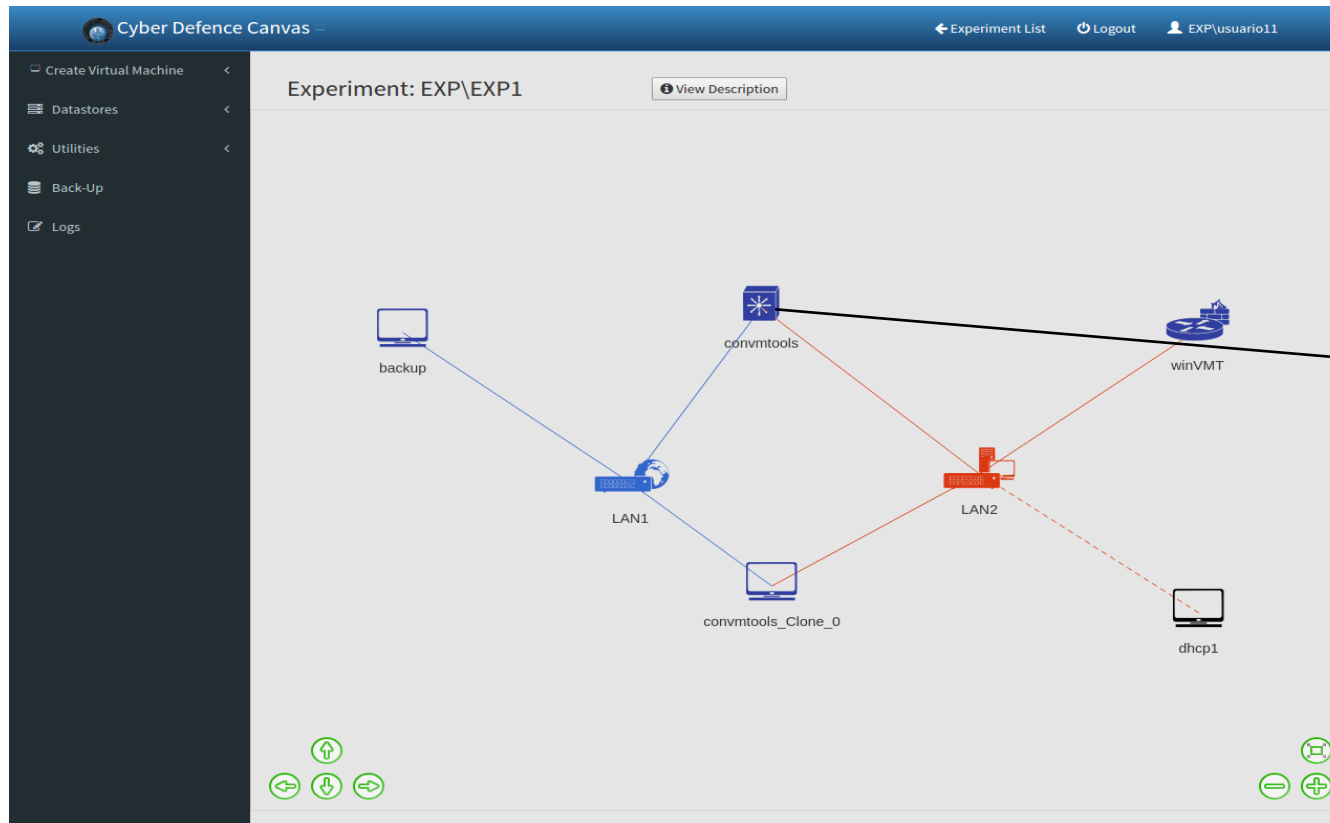 Cyber Defence Canvas
Experiment List
Logout
EXP\usuario11
Create Virtual Machine
Datastores
Utilities
Back-Up
Logs
Experiment: EXP\EXP1
View Description
convmtools
backup
winVMT
LAN1
LAN2
convmtools_Clone_0
dhcp1